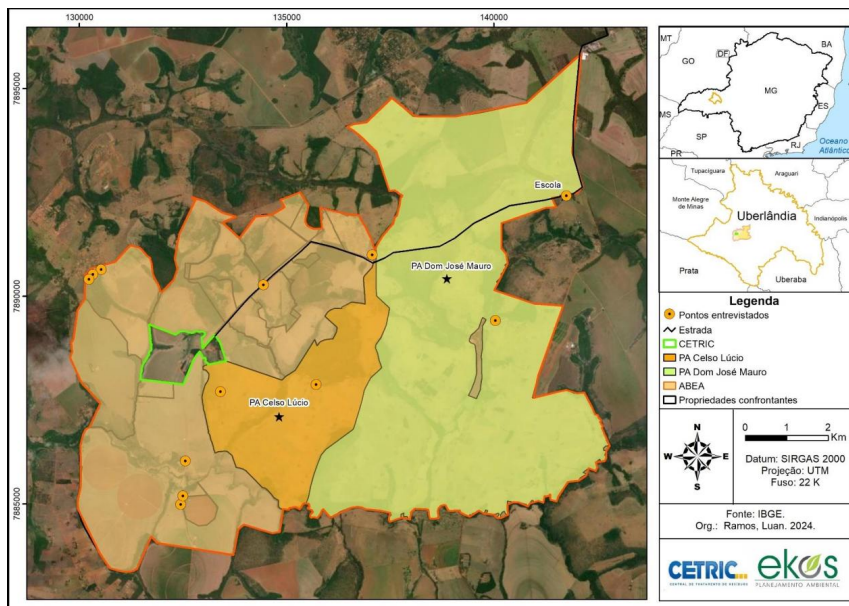 130000
135000
140000
7895000
7890000
7885000
Escola
PA Dom José Mauro
PA Celso Lúcio
MT
GO
DF
BA
MG
ES
MS
SP
RJ
PR
Oceano
Atlântico
Tupaciguara
Araguari
Monte Alegre
de Minas
Uberlândia
Indianópolis
Prata
Uberaba
Legenda
Pontos entrevistados
Estrada
CETRIC
PA Celso Lúcio
PA Dom José Mauro
ABEA
Propriedades confrontantes
N
W
E
S
0 1 2
Km
Datum: SIRGAS 2000
Projeção: UTM
Fuso: 22 K
Fonte: IBGE.
Org.: Ramos, Luan. 2024.
CETRIC
CENTRAL DE TRATAMENTO DE RESÍDUOS
ekos
PLANEJAMENTO AMBIENTAL